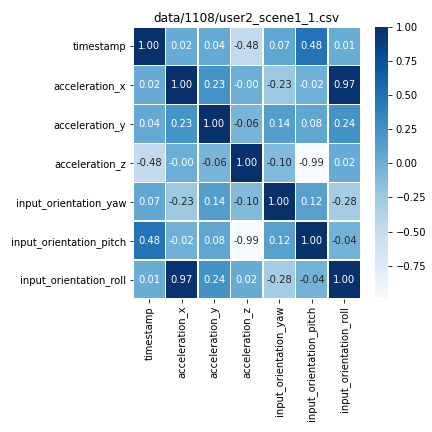 data/1108/user2_scene1_1.csv
timestamp 1.00 0.02 0.04 -0.48 0.07 0.48 0.01
acceleration_x 0.02 1.00 0.23 -0.00 -0.23 -0.02 0.97
acceleration_y 0.04 0.23 1.00 -0.06 0.14 0.08 0.24
acceleration_z -0.48 -0.00 -0.06 1.00 -0.10 -0.99 0.02
input_orientation_yaw 0.07 -0.23 0.14 -0.10 1.00 0.12 -0.28
input_orientation_pitch 0.48 -0.02 0.08 -0.99 0.12 1.00 -0.04
input_orientation_roll 0.01 0.97 0.24 0.02 -0.28 -0.04 1.00
timestamp
acceleration_x
acceleration_y
acceleration_z
input_orientation_yaw
input_orientation_pitch
input_orientation_roll
1.00
0.75
0.50
0.25
0.00
-0.25
-0.50
-0.75